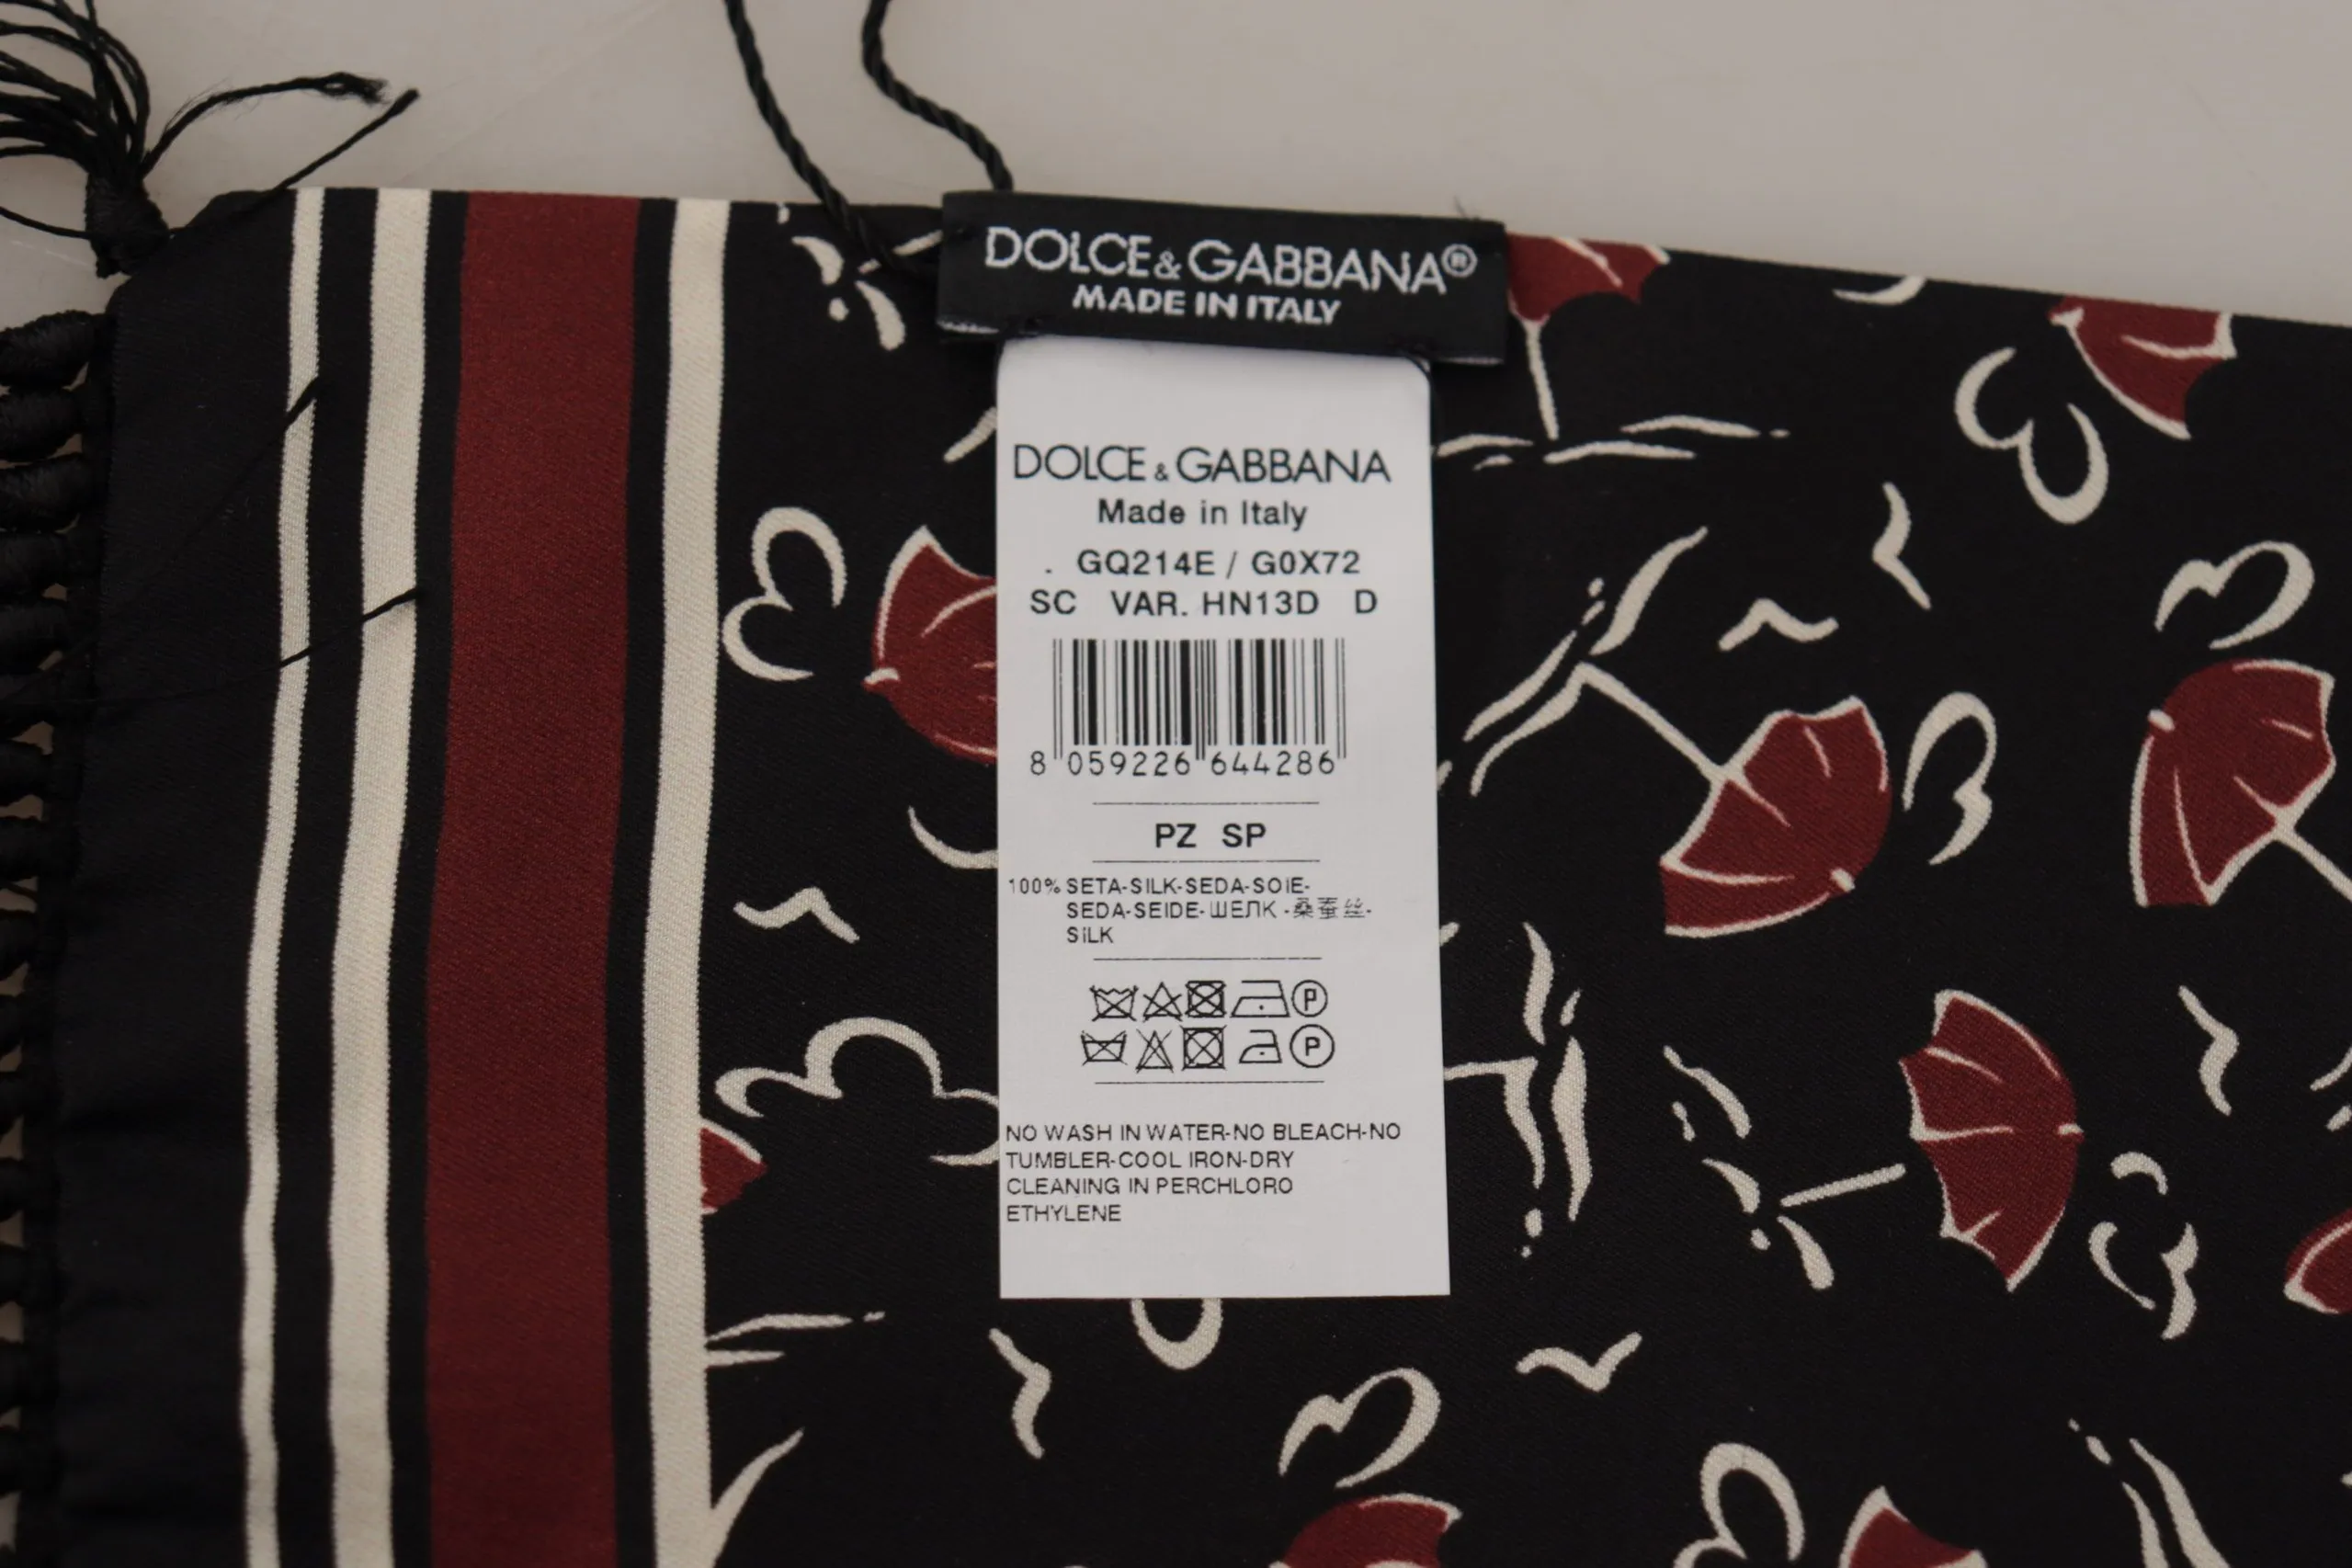 DOLCE&GABBANA®
MADE IN ITALY
DOLCE&GABBANA
Made in Italy
. GQ214E / G0X72
SC VAR. HN13D D
8 059226 644286
PZ SP
100% SETA-SILK-SEDA-SOIE-
SEDA-SEIDE-ШЕЛК-桑蚕丝-
SILK
P
P
NO WASH IN WATER-NO BLEACH-NO
TUMBLER-COOL IRON-DRY
CLEANING IN PERCHLORO
ETHYLENE